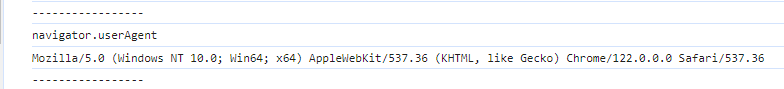 -----------------
navigator.userAgent
Mozilla/5.0 (Windows NT 10.0; Win64; x64) AppleWebKit/537.36 (KHTML, like Gecko) Chrome/122.0.0.0 Safari/537.36
-----------------